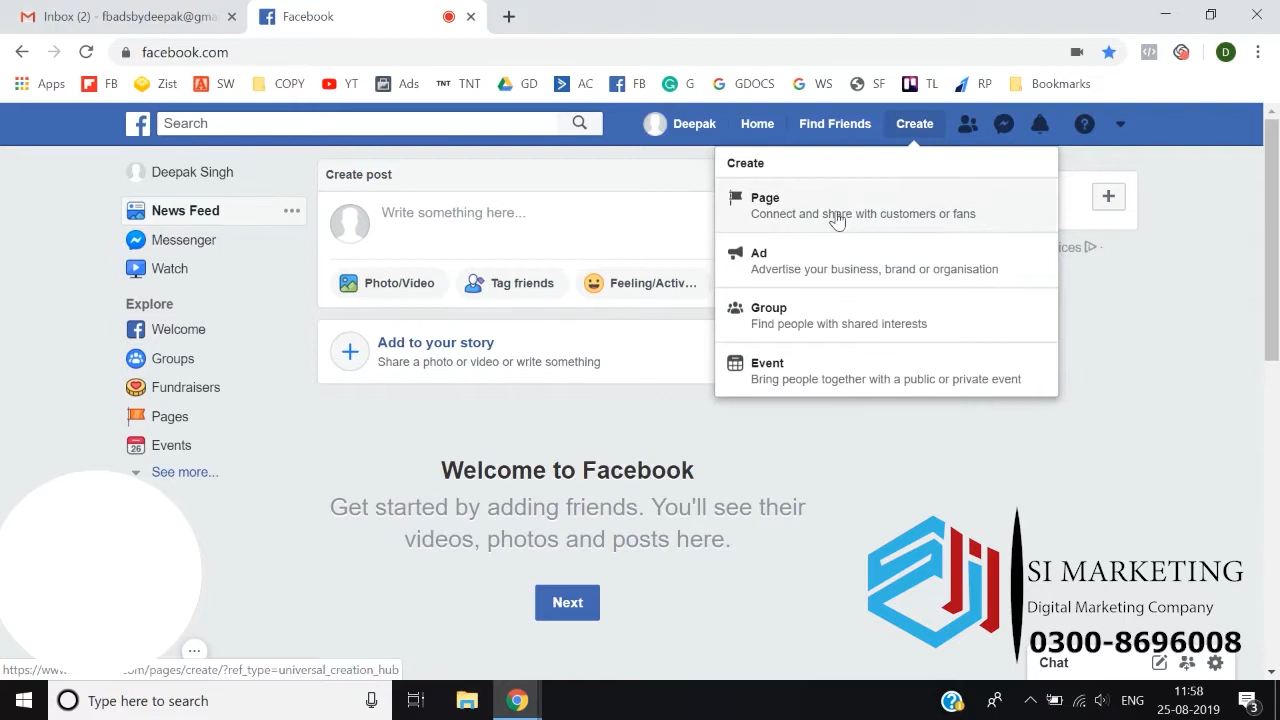 Inbox (2) - fbadsbydeepak@gma
Facebook
facebook.com
Apps
FB
Zist
SW
COPY
YT
Ads
TNT
TNT
GD
AC
FB
G
GDOCS
WS
SF
TL
RP
Bookmarks
D
Search
Deepak
Home
Find Friends
Create
Deepak Singh
News Feed
Messenger
Watch
Explore
Welcome
Groups
Fundraisers
Pages
26
Events
See more...
Create post
Write something here...
Photo/Video
Tag friends
Feeling/Activ...
Add to your story
Share a photo or video or write something
Create
Page
Connect and share with customers or fans
Ad
Advertise your business, brand or organisation
Group
Find people with shared interests
Event
Bring people together with a public or private event
Welcome to Facebook
Get started by adding friends. You'll see their
videos, photos and posts here.
Next
SI MARKETING
Digital Marketing Company
0300-8696008
Chat
Type here to search
ENG
11:58
25-08-2019
3